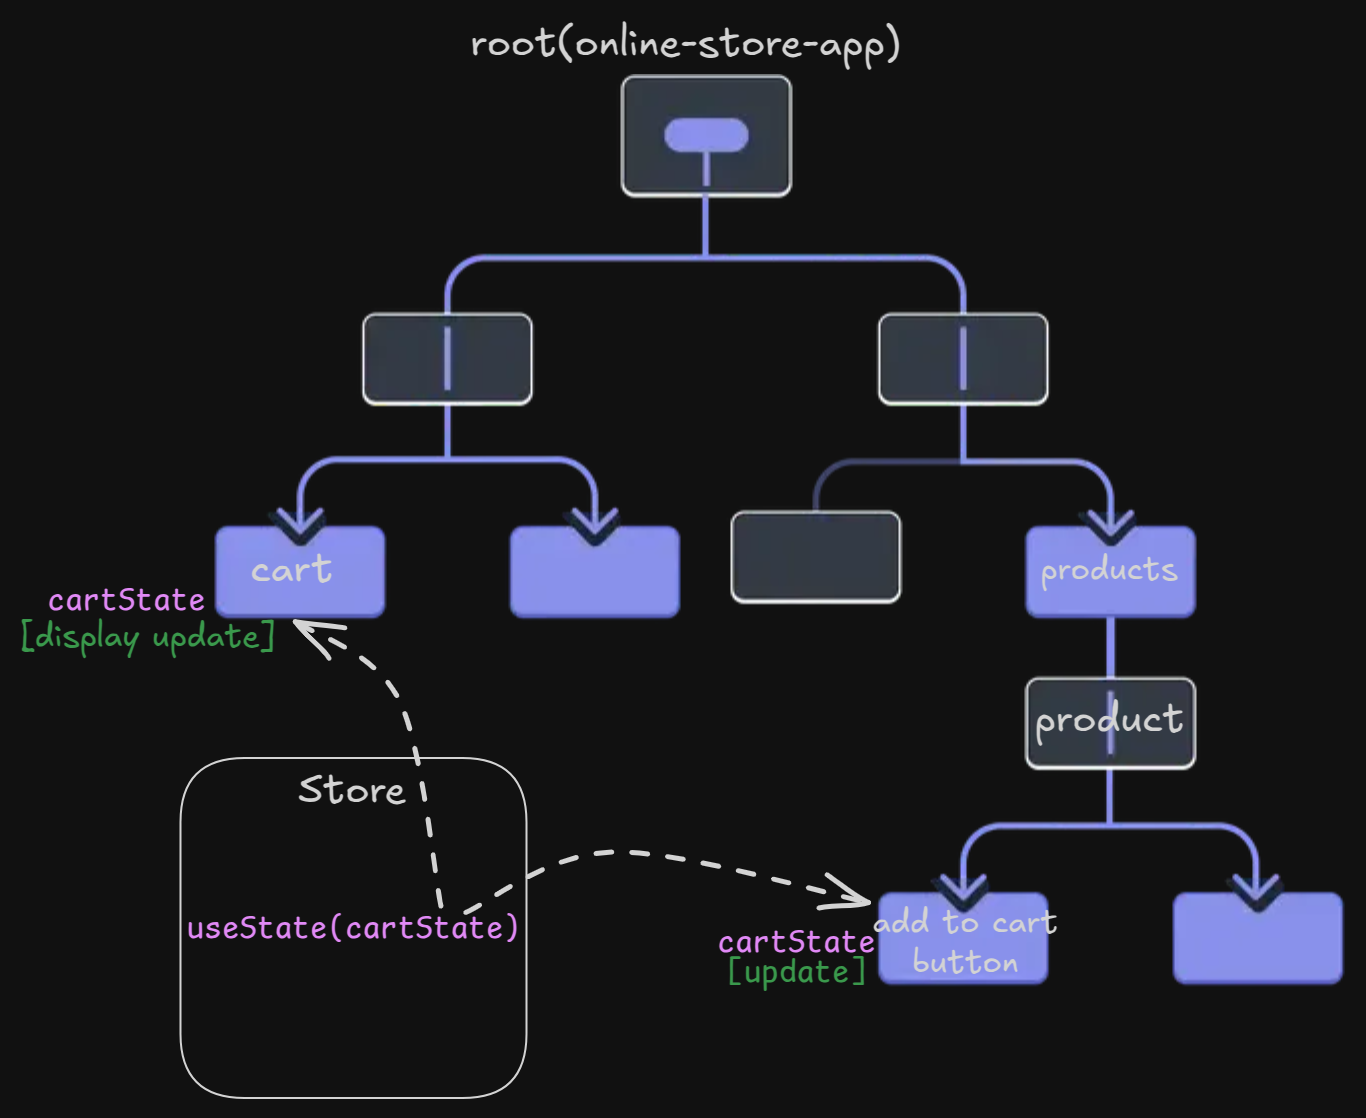 root(online-store-app)
cart
products
cartState
[display update]
product
Store
useState(cartState)
add to cart
button
cartState
[update]